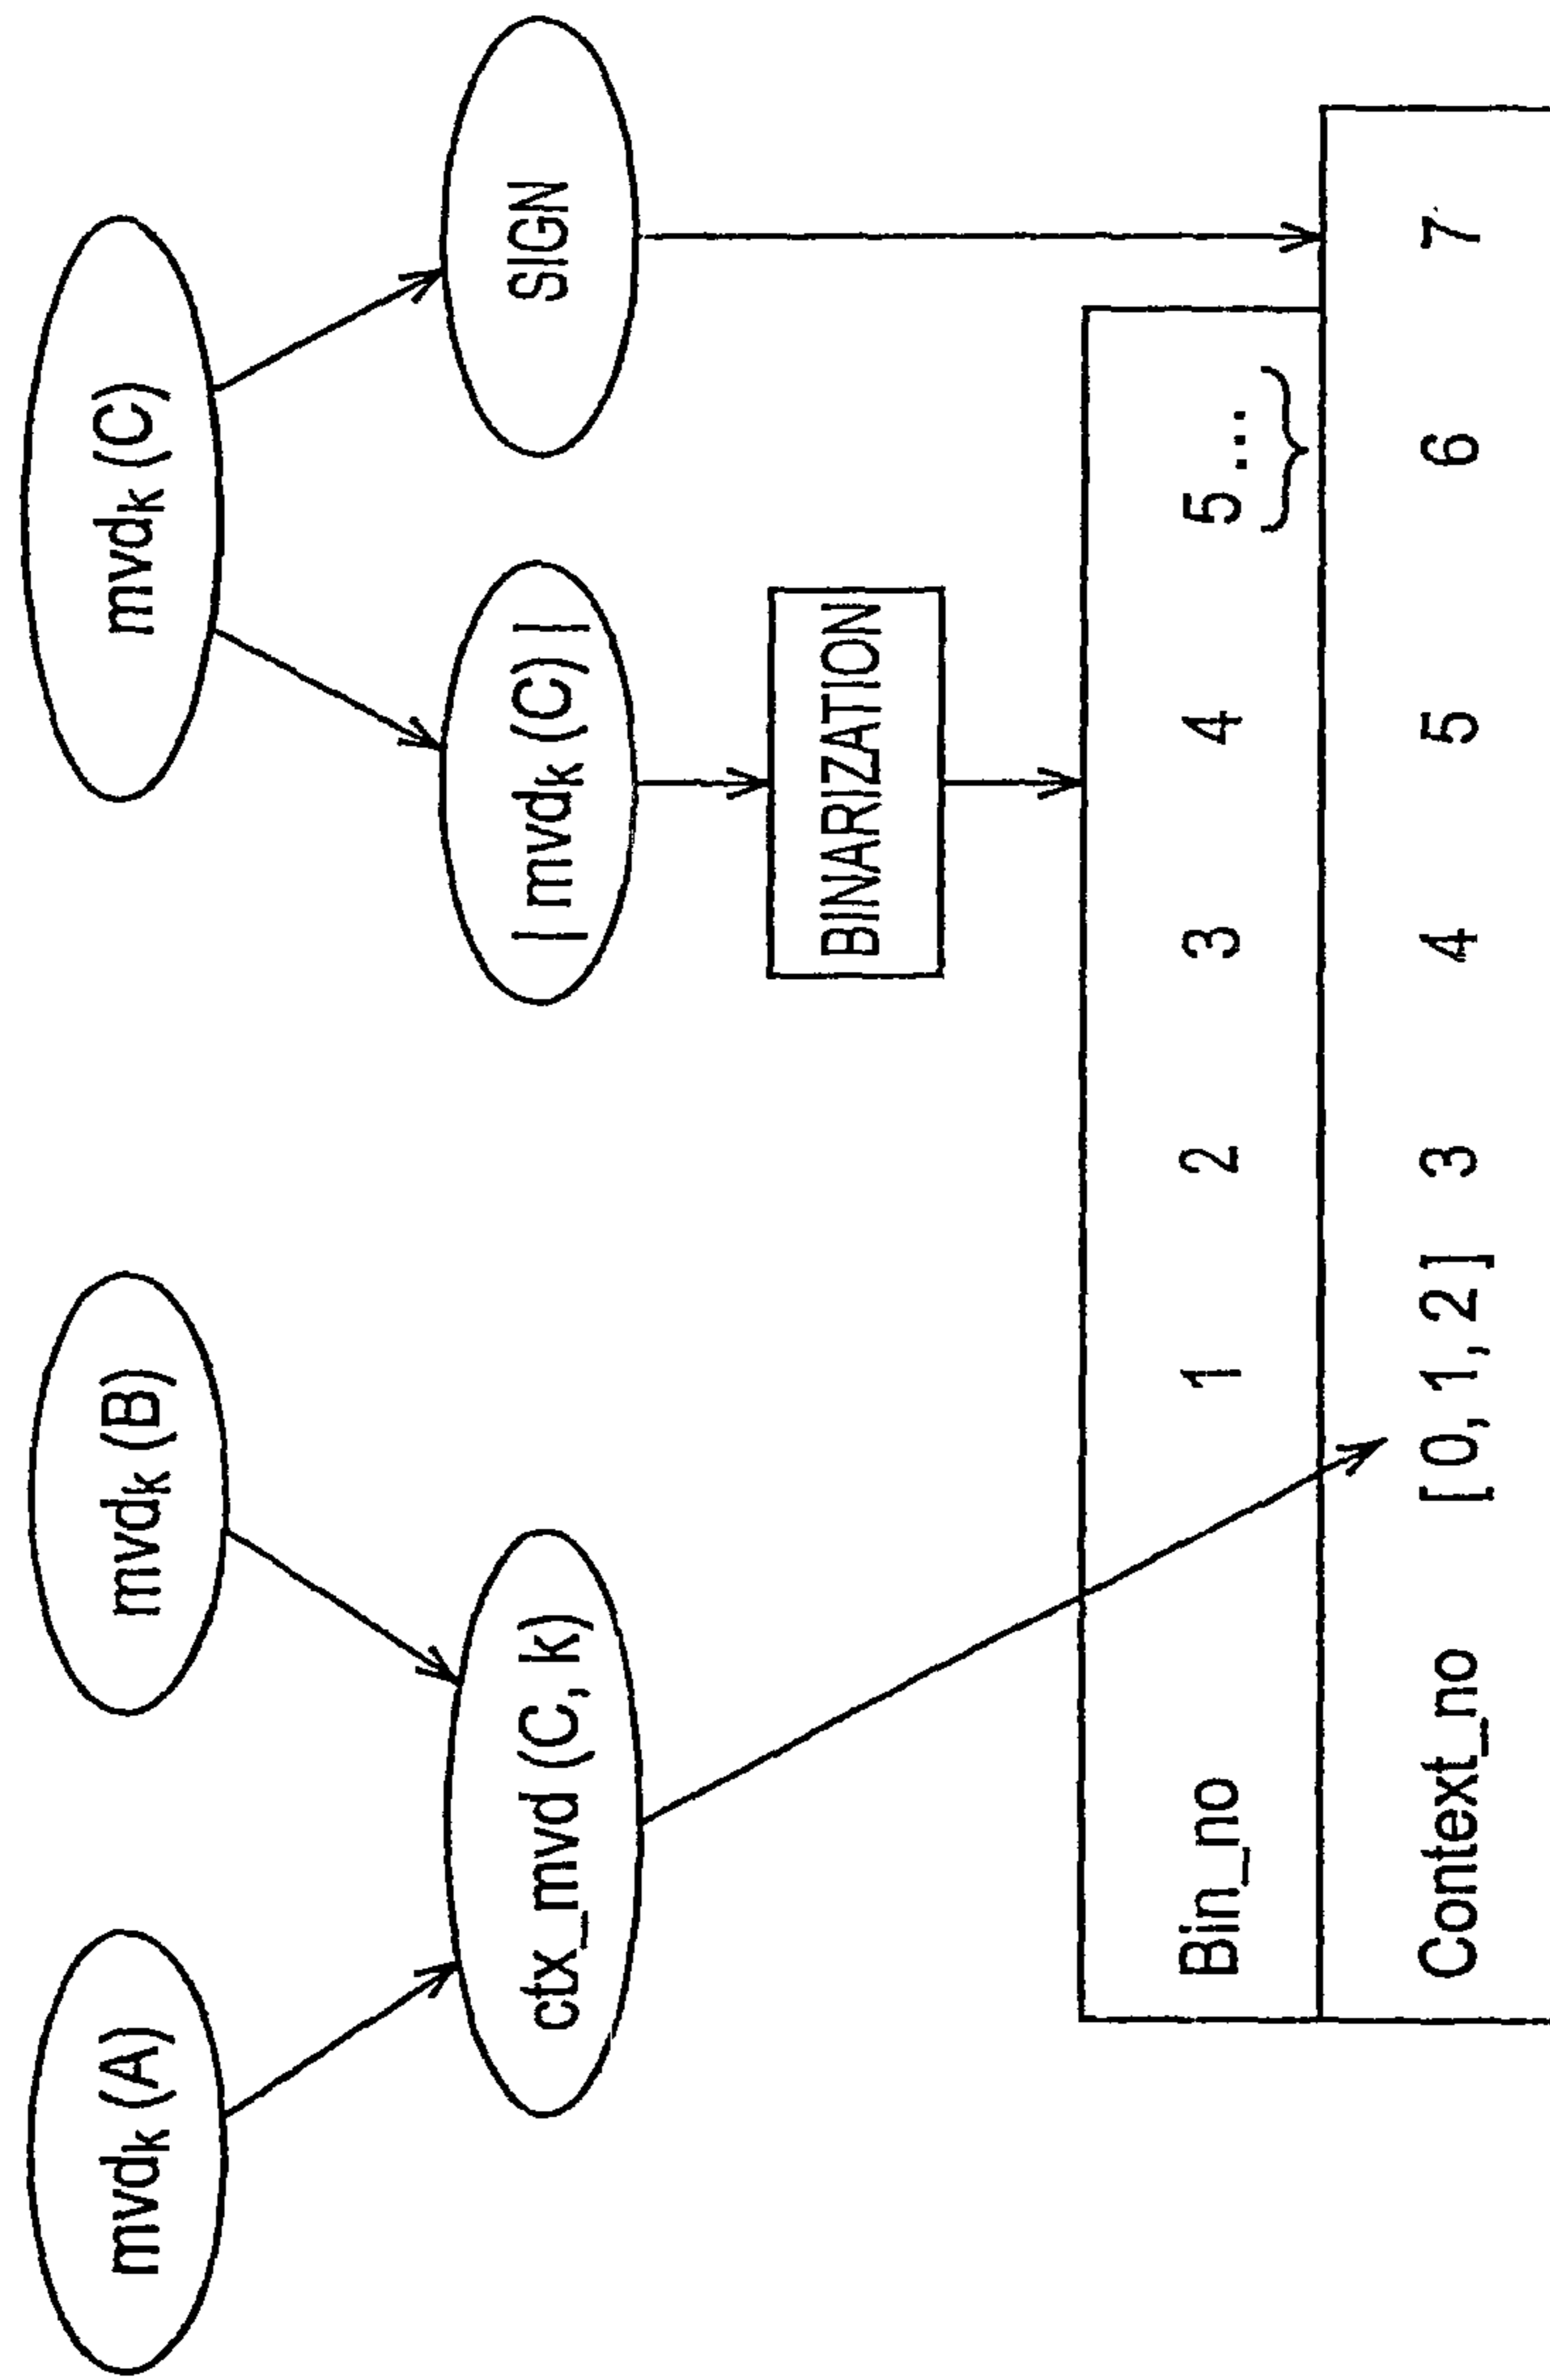 mvdK (A)
mvdK (B)
mvdK (C)
ctx_mvd (C, k)
| mvdK (C) |
SIGN
BINARIZATION
Bin_no 1 2 3 4 5 ...
Context_no [ 0, 1, 2 ] 3 4 5 6 7